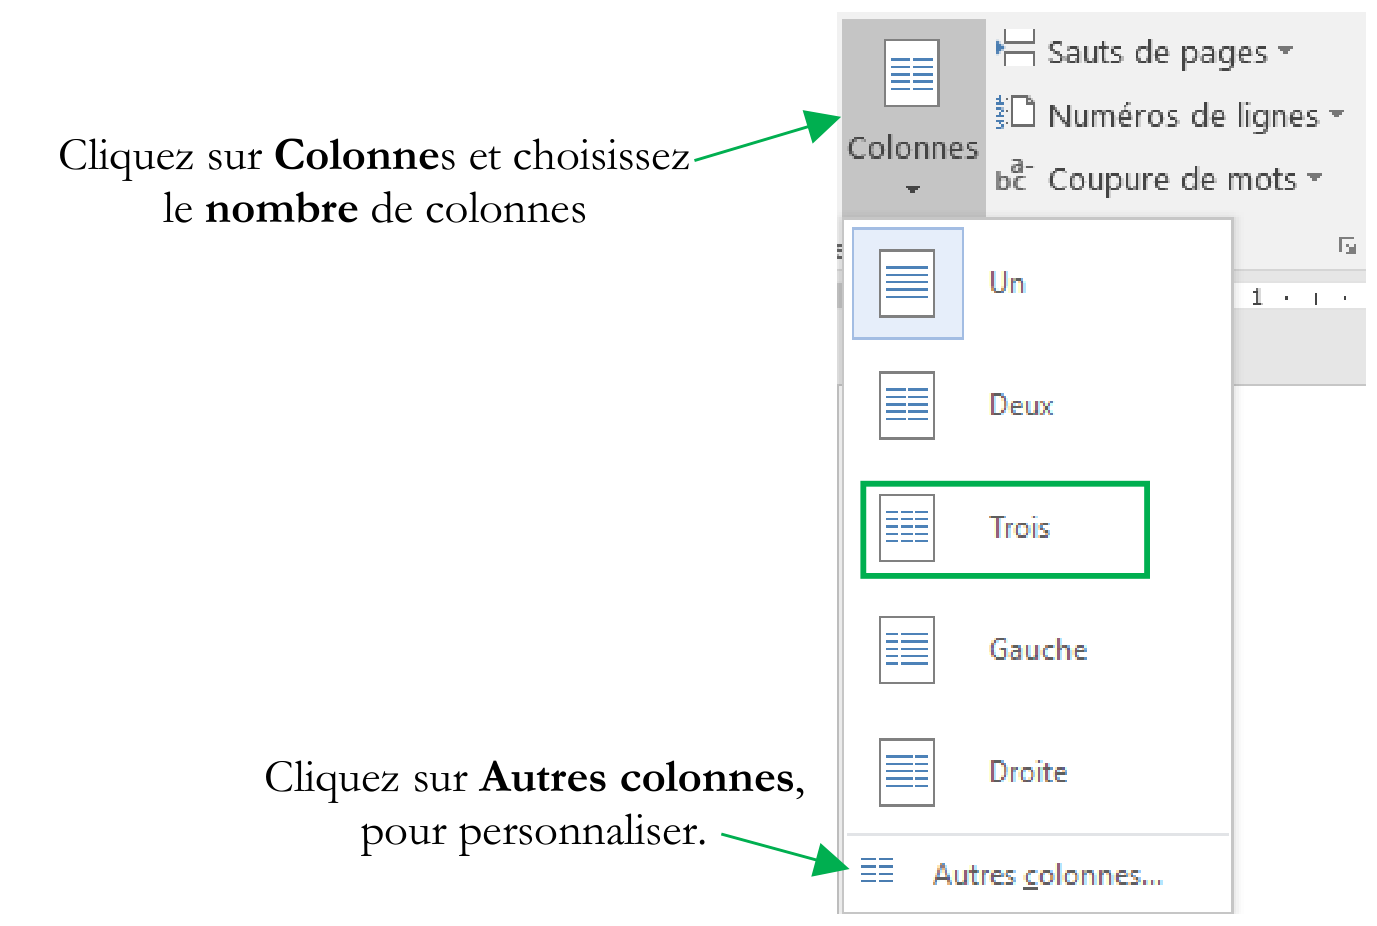 Sauts de pages
Numéros de lignes
Colonnes
Coupure de mots
Cliquez sur Colonnes et choisissez
le nombre de colonnes
Un
1
Deux
Trois
Gauche
Droite
Cliquez sur Autres colonnes,
pour personnaliser.
Autres colonnes...